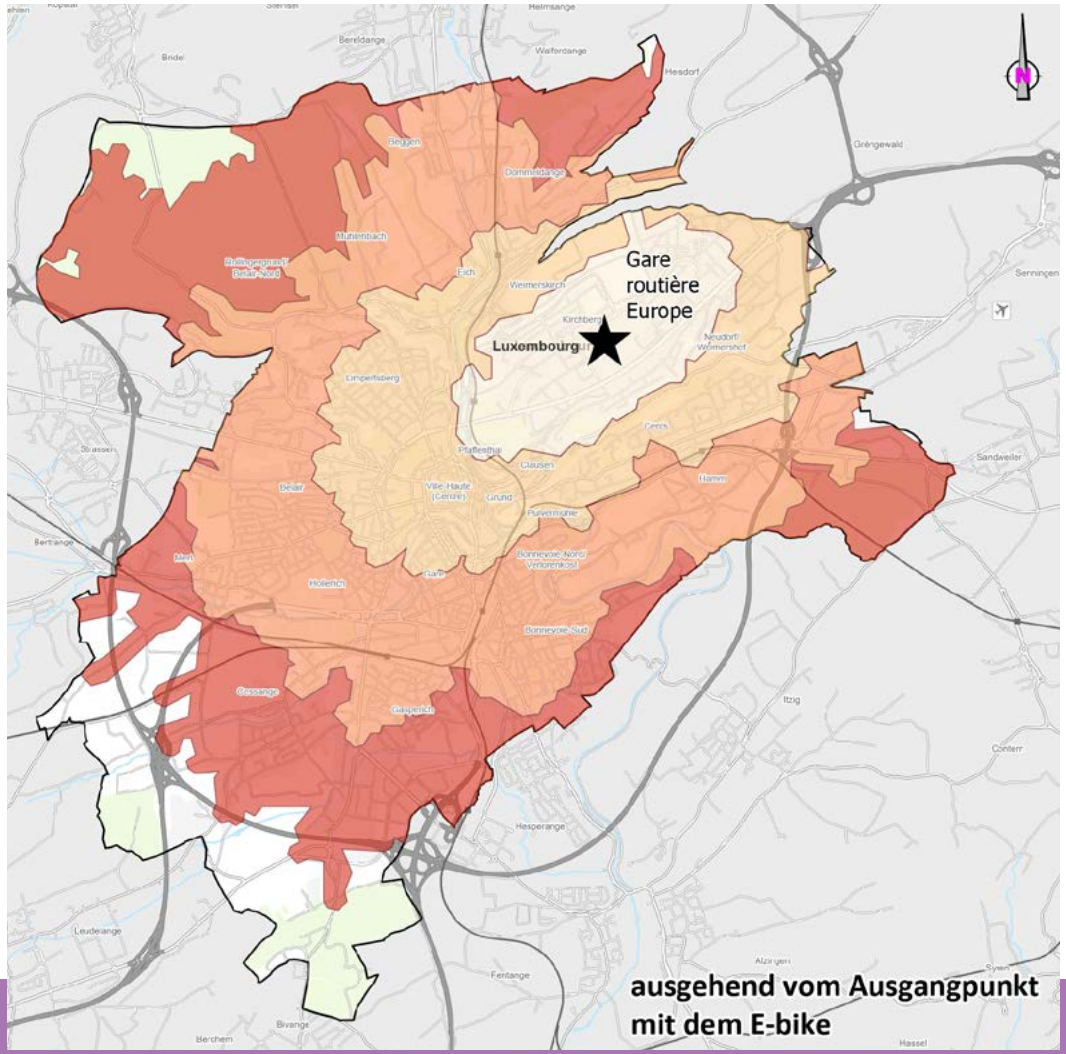 Kopstal
Steinsel
Helmsange
Bereldange
Walferdange
Bridel
Hesdorf
N
Beggen
Grengewald
Dommeldange
Mühlenbach
Rollingergrund/
Belair-Nord
Eich
Weimerskirch
Gare
routière
Europe
Senningen
Kirchberg
Luxembourg
Neudorf/
Weimershof
Limpertsberg
Cents
Strassen
Pfaffenthal
Clausen
Sandweiler
Belair
Ville-Haute
(Centre)
Grund
Hamm
Pulvermühle
Bertrange
Merl
Bonnevoie-Nord/
Verlorenkost
Hollerich
Gare
Bonnevoie-Sud
Cessange
Gasperich
Itzig
Contern
Hesperange
Leudelange
Alzingen
Fentange
Syren
ausgehend vom Ausgangpunkt
mit dem E-bike
Bivange
Berchem
Hassel